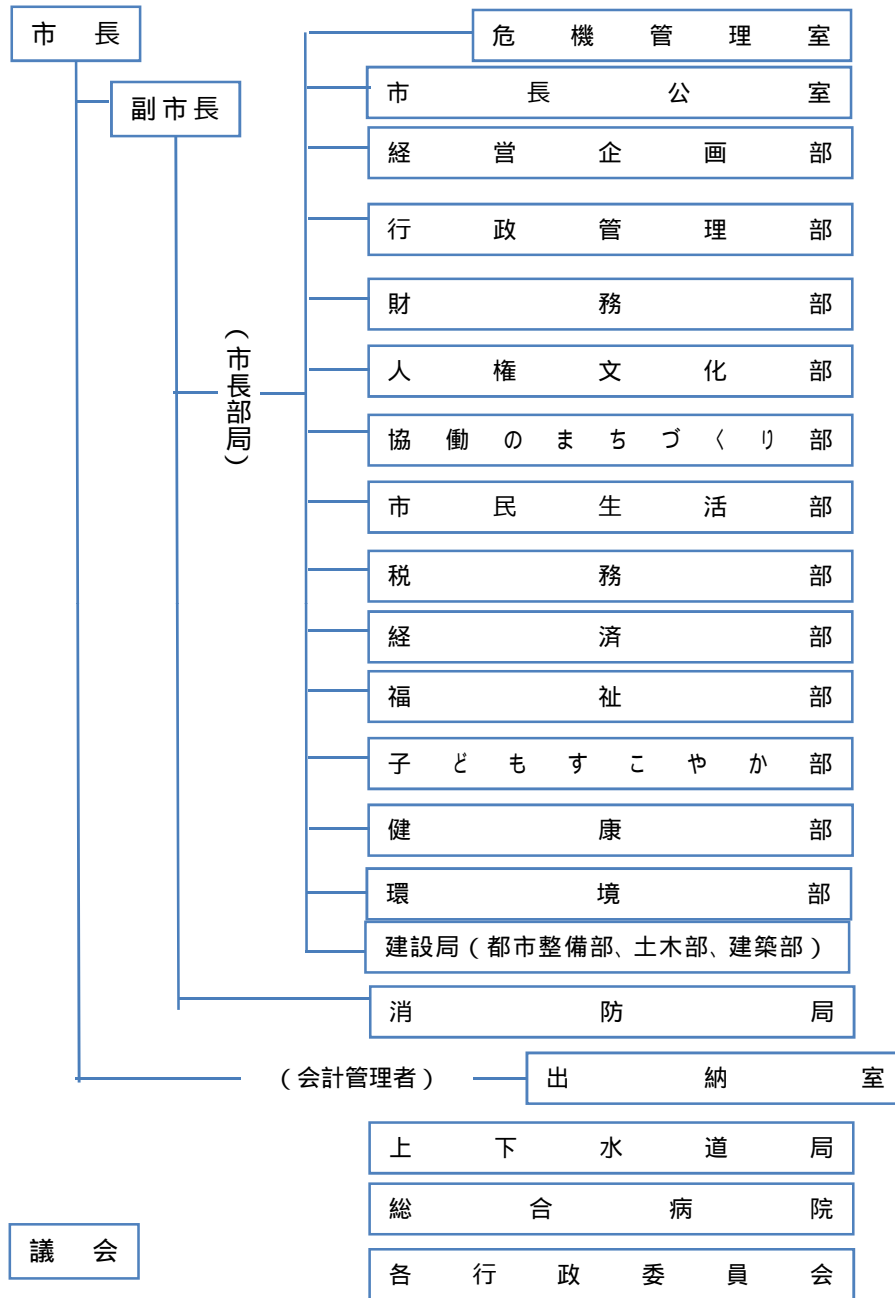 市長
危機管理室
市長公室
副市長
経営企画部
行政管理部
財務部
(市長部局)
人権文化部
協働のまちづくり部
市民生活部
税務部
経済部
福祉部
子どもすこやか部
健康部
環境部
建設局(都市整備部、土木部、建築部)
消防局
(会計管理者)
出納室
上下水道局
総合病院
議会
各行政委員会